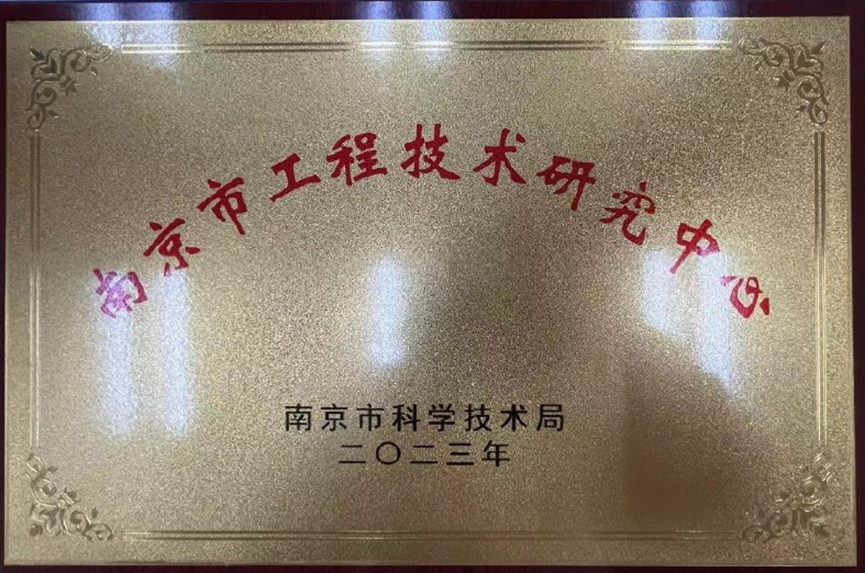 南京市工程技术研究中心
南京市科学技术局
二〇二三年